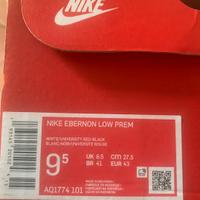 NIKE
NIKE EBERNON LOW PREM
WHITE/UNIVERSITY RED-BLACK
BLANC/NOIR/UNIVERSITE ROUGE
9.5
UK 8.5 CM 27.5
BR 41 EUR 43
AQ1774 101